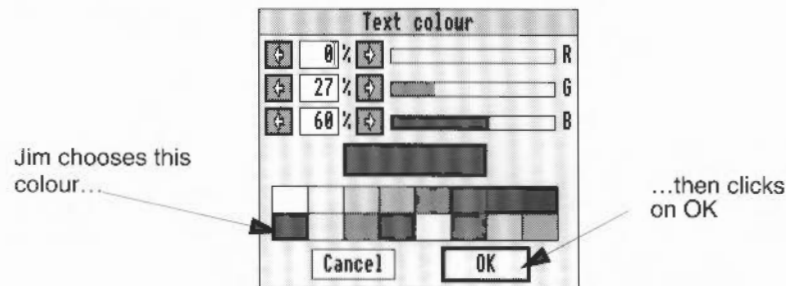 Text colour
0 % R
27 % G
60 % B
Jim chooses this
colour...
...then clicks
on OK
Cancel OK